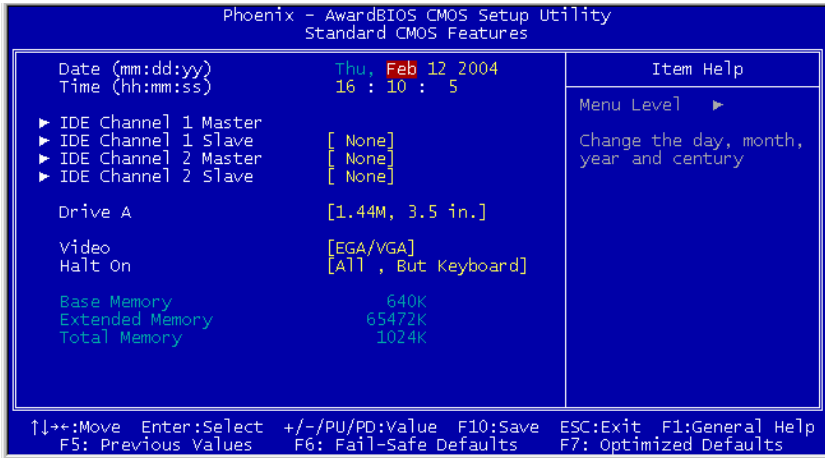 Phoenix - AwardBIOS CMOS Setup Utility
Standard CMOS Features
Date (mm:dd:yy) Thu, Feb 12 2004
Time (hh:mm:ss) 16 : 10 : 5
► IDE Channel 1 Master
► IDE Channel 1 Slave [ None]
► IDE Channel 2 Master [ None]
► IDE Channel 2 Slave [ None]
Drive A [1.44M, 3.5 in.]
Video [EGA/VGA]
Halt On [All , But Keyboard]
Base Memory 640K
Extended Memory 65472K
Total Memory 1024K
Item Help
Menu Level ►
Change the day, month,
year and century
↑↓→←:Move Enter:Select +/-/PU/PD:Value F10:Save ESC:Exit F1:General Help
F5: Previous Values F6: Fail-Safe Defaults F7: Optimized Defaults